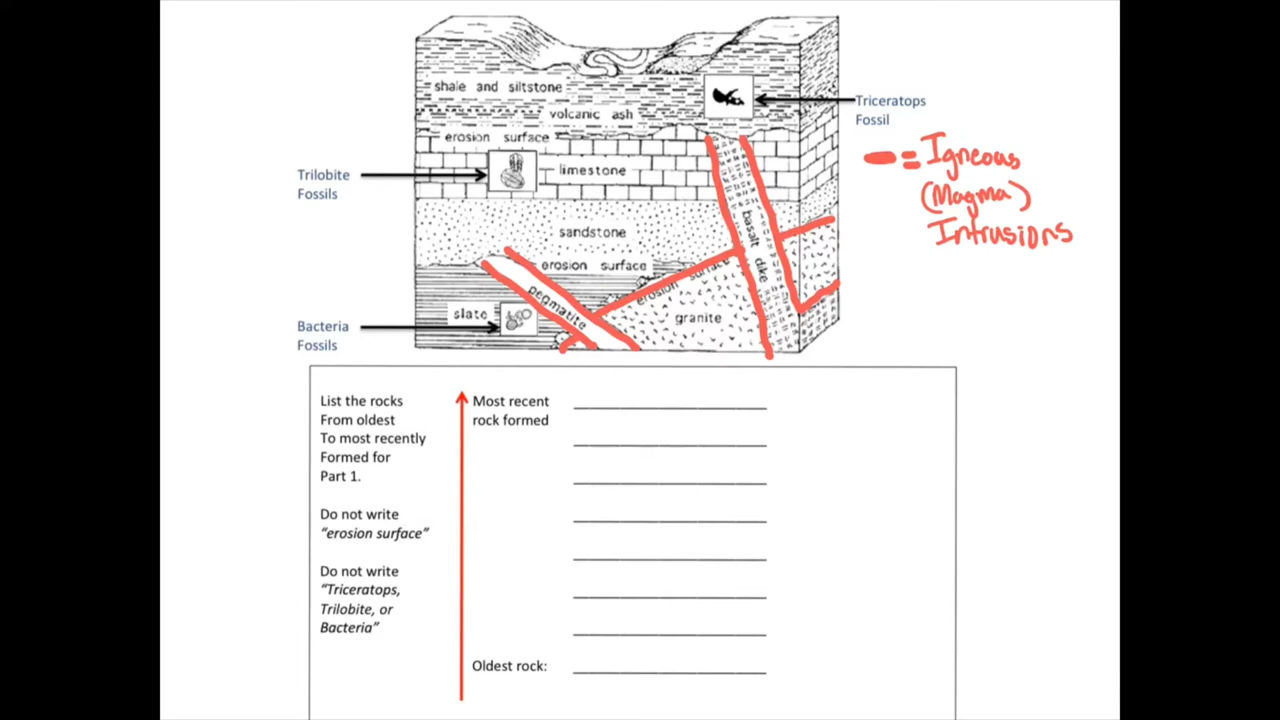 shale and siltstone
volcanic ash
Triceratops
Fossil
erosion surface
= Igneous
(Magma)
Intrusions
Trilobite
Fossils
limestone
sandstone
basalt dike
erosion surface
erosion surface
pegmatite
slate
granite
Bacteria
Fossils
List the rocks
From oldest
To most recently
Formed for
Part 1.
Do not write
“erosion surface”
Do not write
“Triceratops,
Trilobite, or
Bacteria”
Most recent
rock formed
Oldest rock: